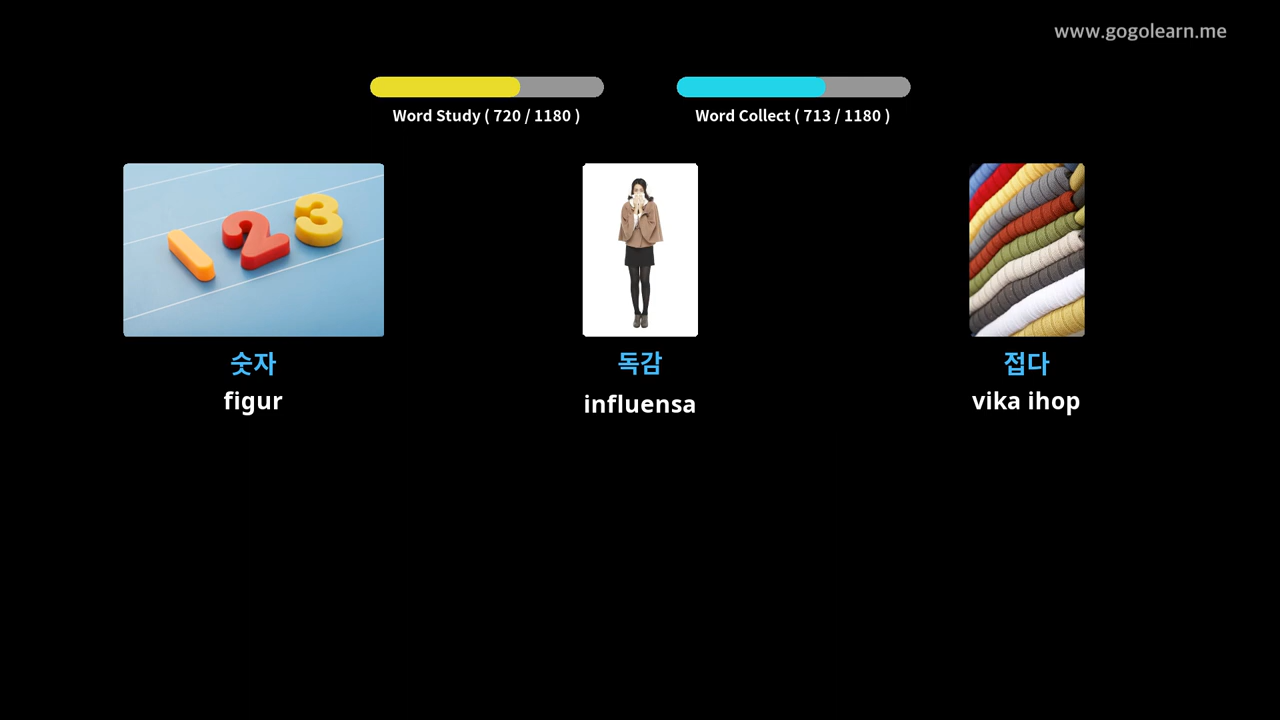 www.gogolearn.me
Word Study ( 720 / 1180 )
Word Collect ( 713 / 1180 )
숫자
figur
독감
influensa
접다
vika ihop